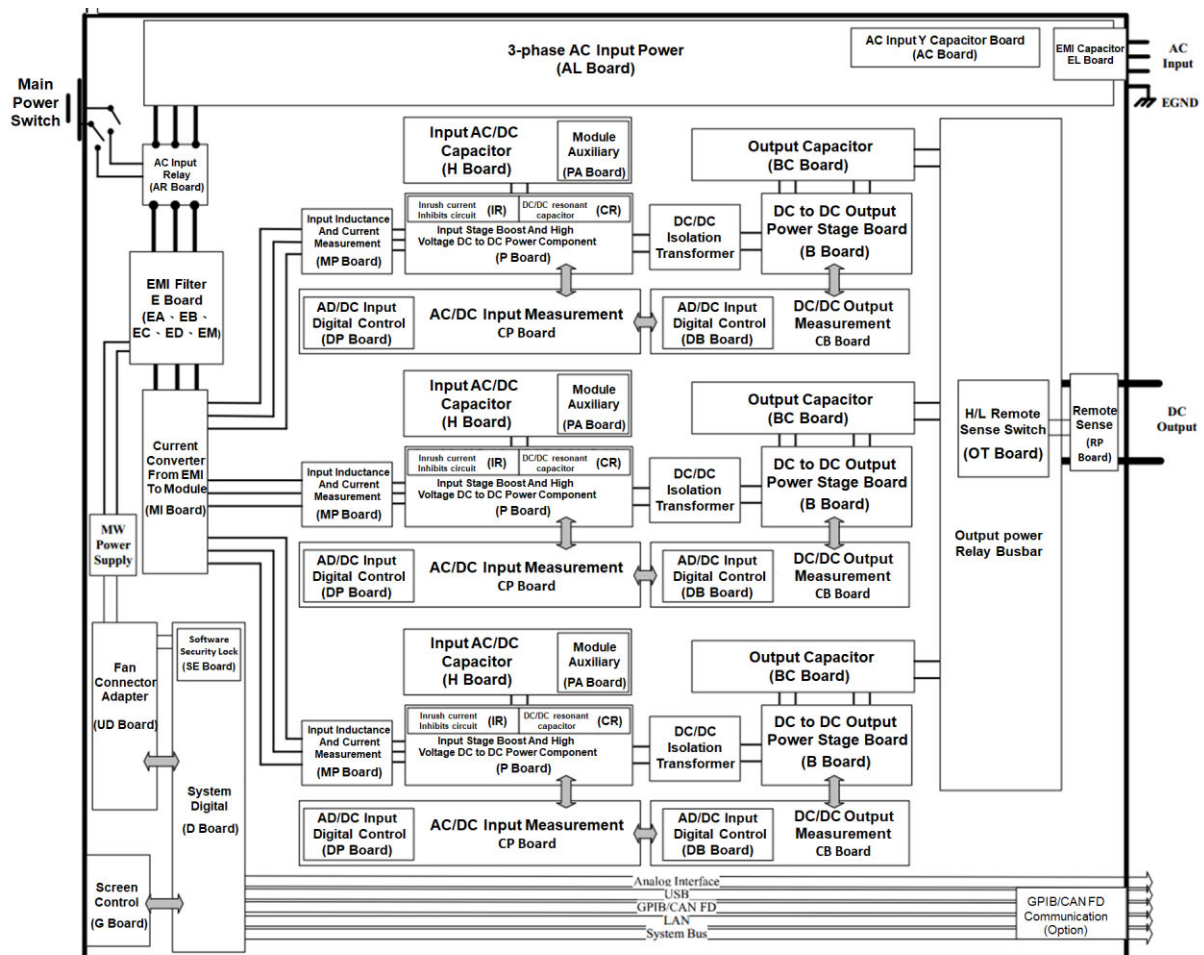 3-phase AC Input Power
(AL Board)
AC Input Y Capacitor Board
(AC Board)
EMI Capacitor
EL Board
AC
Input
EGND
Main
Power
Switch
AC Input
Relay
(AR Board)
EMI Filter
E Board
(EA、EB、
EC、ED、EM)
Current
Converter
From EMI
To Module
(MI Board)
MW
Power
Supply
Input AC/DC
Capacitor
(H Board)
Module
Auxiliary
(PA Board)
Output Capacitor
(BC Board)
Input Inductance
And Current
Measurement
(MP Board)
Inrush current
Inhibits circuit (IR)
DC/DC resonant
capacitor (CR)
Input Stage Boost And High
Voltage DC to DC Power Component
(P Board)
DC/DC
Isolation
Transformer
DC to DC Output
Power Stage Board
(B Board)
AD/DC Input
Digital Control
(DP Board)
AC/DC Input Measurement
CP Board
AD/DC Input
Digital Control
(DB Board)
DC/DC Output
Measurement
CB Board
Input AC/DC
Capacitor
(H Board)
Module
Auxiliary
(PA Board)
Output Capacitor
(BC Board)
Input Inductance
And Current
Measurement
(MP Board)
Inrush current
Inhibits circuit (IR)
DC/DC resonant
capacitor (CR)
Input Stage Boost And High
Voltage DC to DC Power Component
(P Board)
DC/DC
Isolation
Transformer
DC to DC Output
Power Stage Board
(B Board)
AD/DC Input
Digital Control
(DP Board)
AC/DC Input Measurement
CP Board
AD/DC Input
Digital Control
(DB Board)
DC/DC Output
Measurement
CB Board
Input AC/DC
Capacitor
(H Board)
Module
Auxiliary
(PA Board)
Output Capacitor
(BC Board)
Input Inductance
And Current
Measurement
(MP Board)
Inrush current
Inhibits circuit (IR)
DC/DC resonant
capacitor (CR)
Input Stage Boost And High
Voltage DC to DC Power Component
(P Board)
DC/DC
Isolation
Transformer
DC to DC Output
Power Stage Board
(B Board)
AD/DC Input
Digital Control
(DP Board)
AC/DC Input Measurement
CP Board
AD/DC Input
Digital Control
(DB Board)
DC/DC Output
Measurement
CB Board
H/L Remote
Sense Switch
(OT Board)
Remote
Sense
(RP
Board)
DC
Output
Output power
Relay Busbar
Fan
Connector
Adapter
(UD Board)
Software
Security Lock
(SE Board)
System
Digital
(D Board)
Screen
Control
(G Board)
Analog Interface
USB
GPIB/CAN FD
LAN
System Bus
GPIB/CAN FD
Communication
(Option)